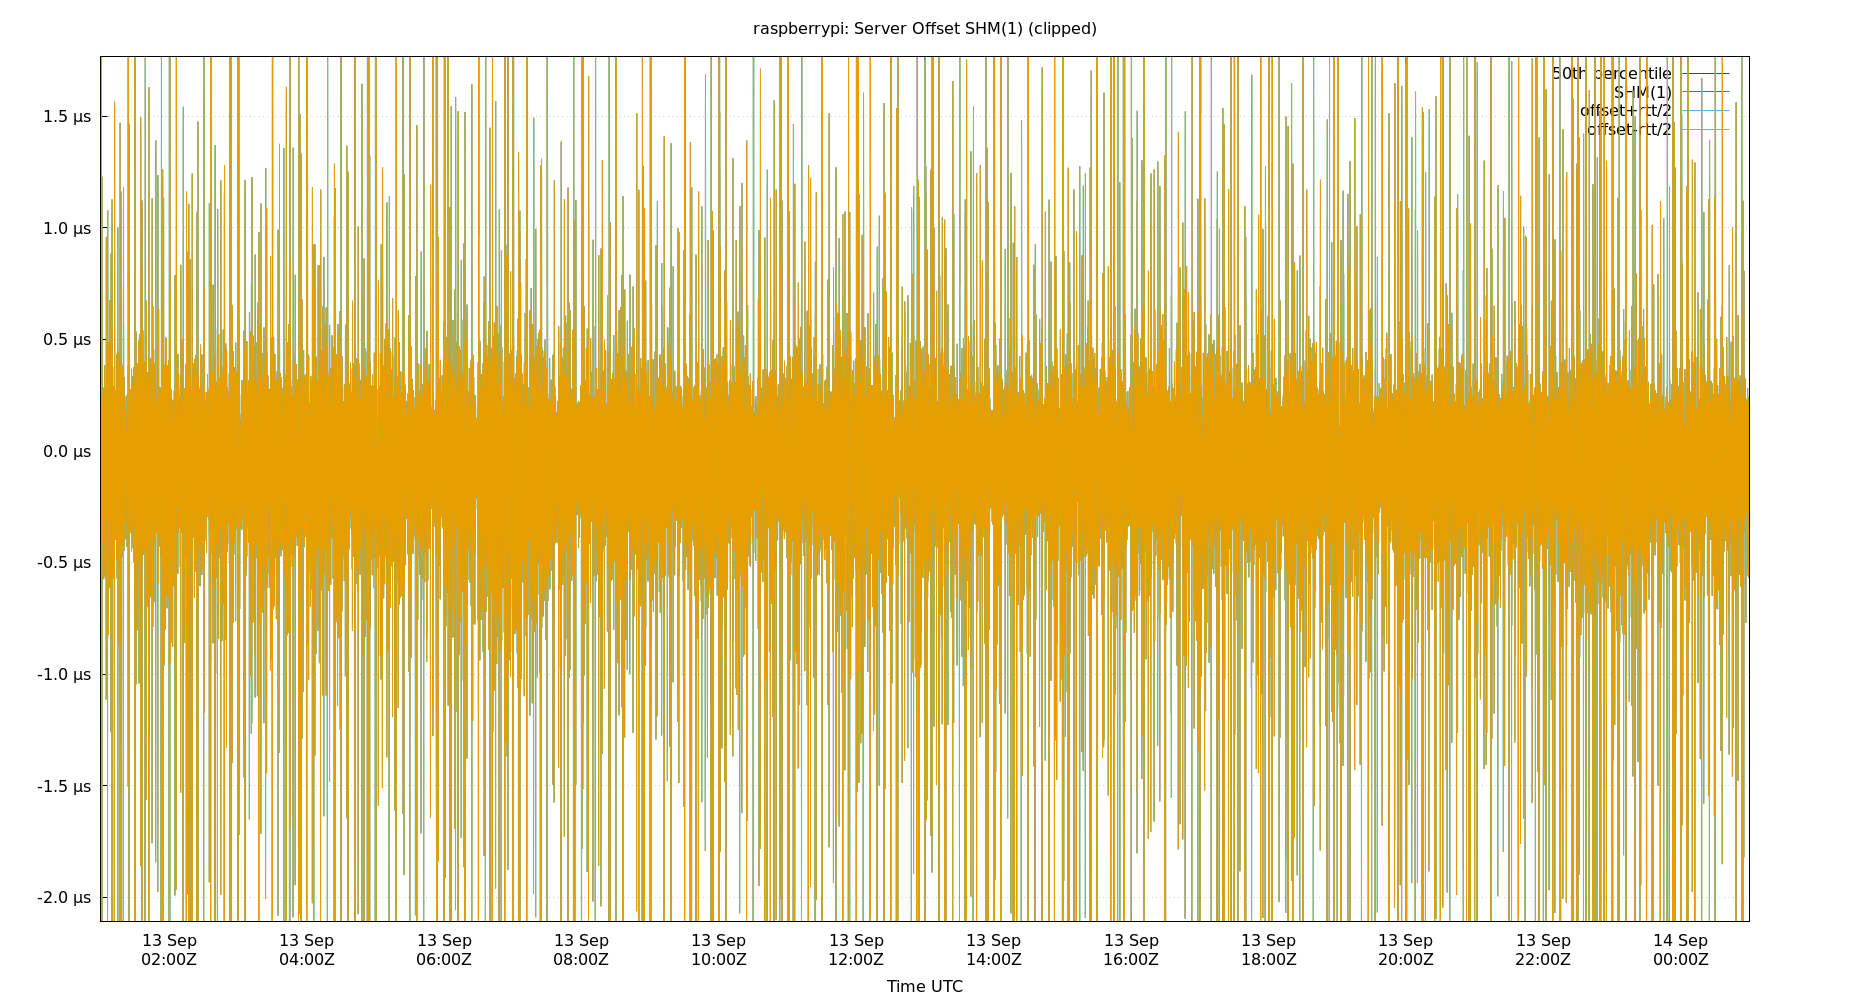 raspberrypi: Server Offset SHM(1) (clipped)
50th percentile
SHM(1)
offset+rtt/2
offset-rtt/2
1.5 µs
1.0 µs
0.5 µs
0.0 µs
-0.5 µs
-1.0 µs
-1.5 µs
-2.0 µs
13 Sep 13 Sep 13 Sep 13 Sep 13 Sep 13 Sep 13 Sep 13 Sep 13 Sep 13 Sep 13 Sep 14 Sep
02:00Z 04:00Z 06:00Z 08:00Z 10:00Z 12:00Z 14:00Z 16:00Z 18:00Z 20:00Z 22:00Z 00:00Z
Time UTC